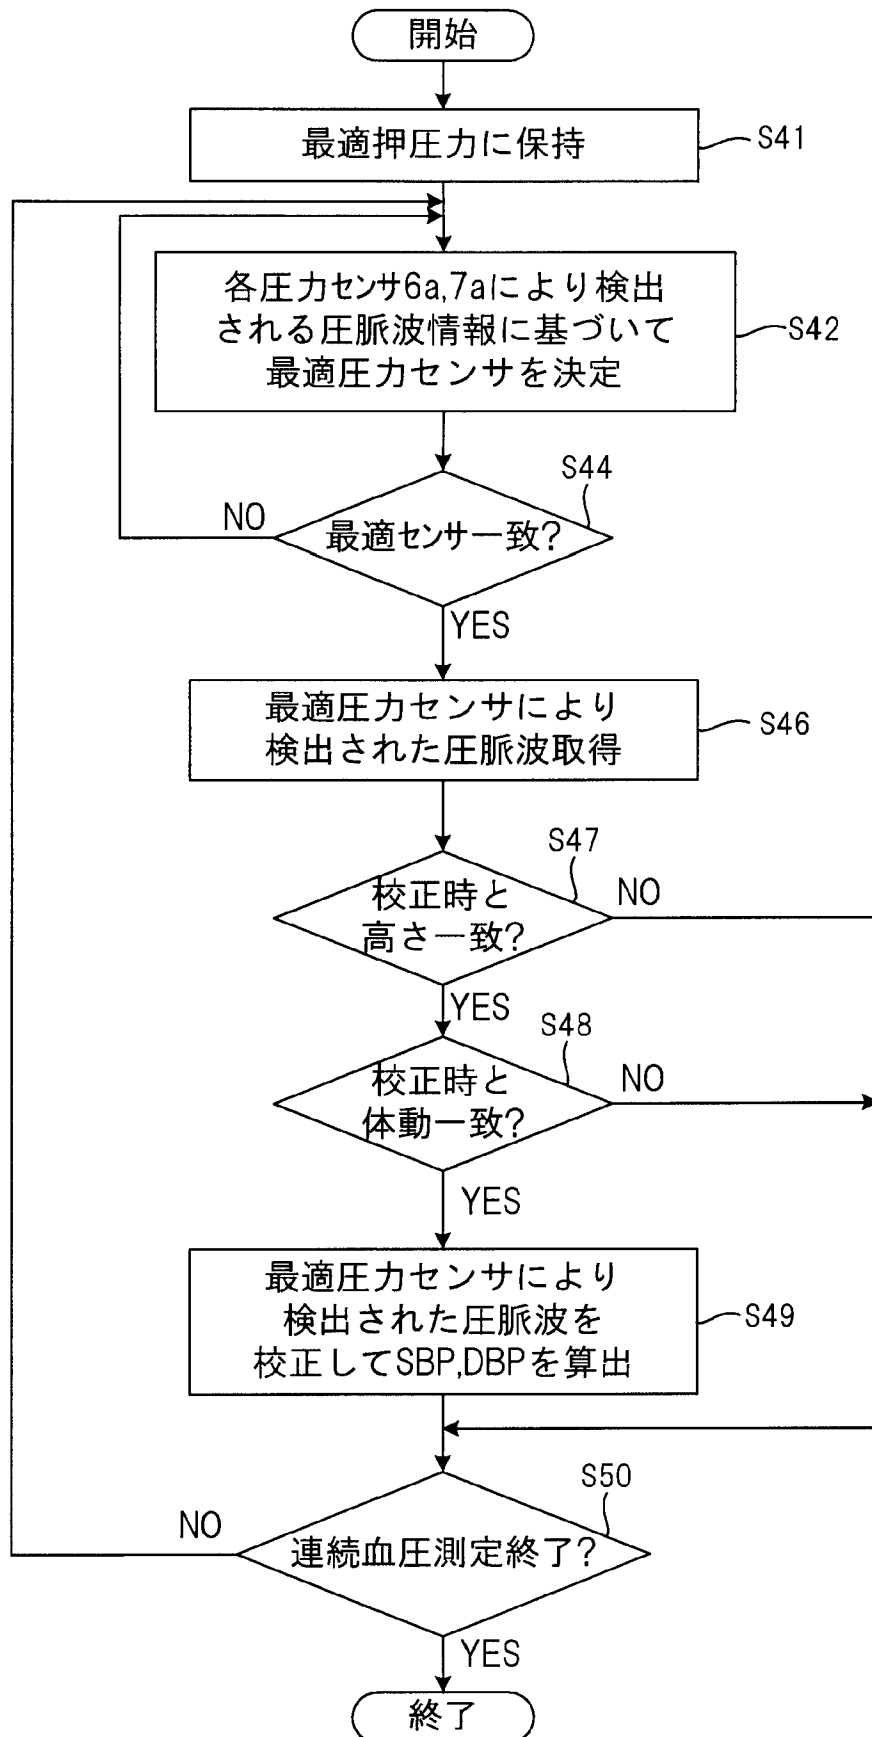 開始
最適押圧力に保持
S41
各圧力センサ6a,7aにより検出
される圧脈波情報に基づいて
最適圧力センサを決定
S42
S44
最適センサ一致?
NO
YES
最適圧力センサにより
検出された圧脈波取得
S46
S47
校正時と
高さ一致?
NO
YES
S48
校正時と
体動一致?
NO
YES
最適圧力センサにより
検出された圧脈波を
校正してSBP,DBPを算出
S49
S50
連続血圧測定終了?
NO
YES
終了